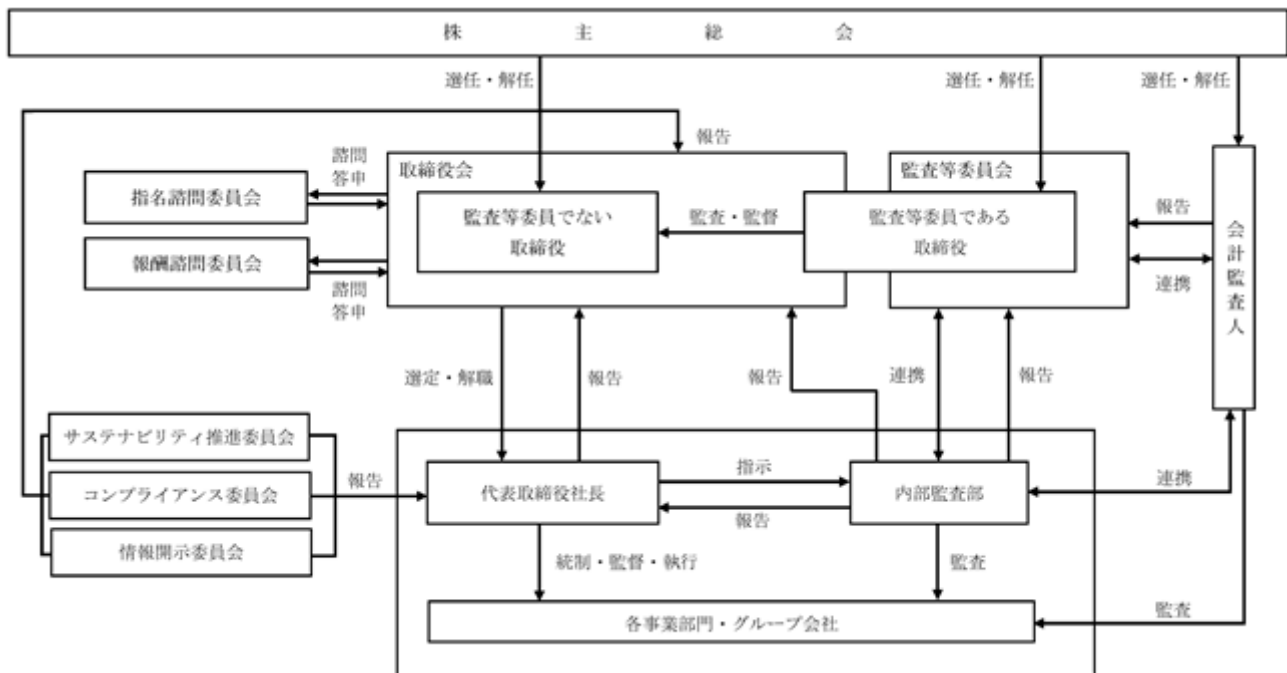 株主総会
選任・解任
選任・解任
選任・解任
報告
諮問
答申
取締役会
監査等委員会
指名諮問委員会
監査等委員でない
取締役
監査・監督
監査等委員である
取締役
報告
会計監査人
報酬諮問委員会
連携
諮問
答申
選定・解職
報告
報告
連携
報告
サステナビリティ推進委員会
コンプライアンス委員会
情報開示委員会
報告
代表取締役社長
指示
報告
内部監査部
連携
統制・監督・執行
監査
各事業部門・グループ会社
監査